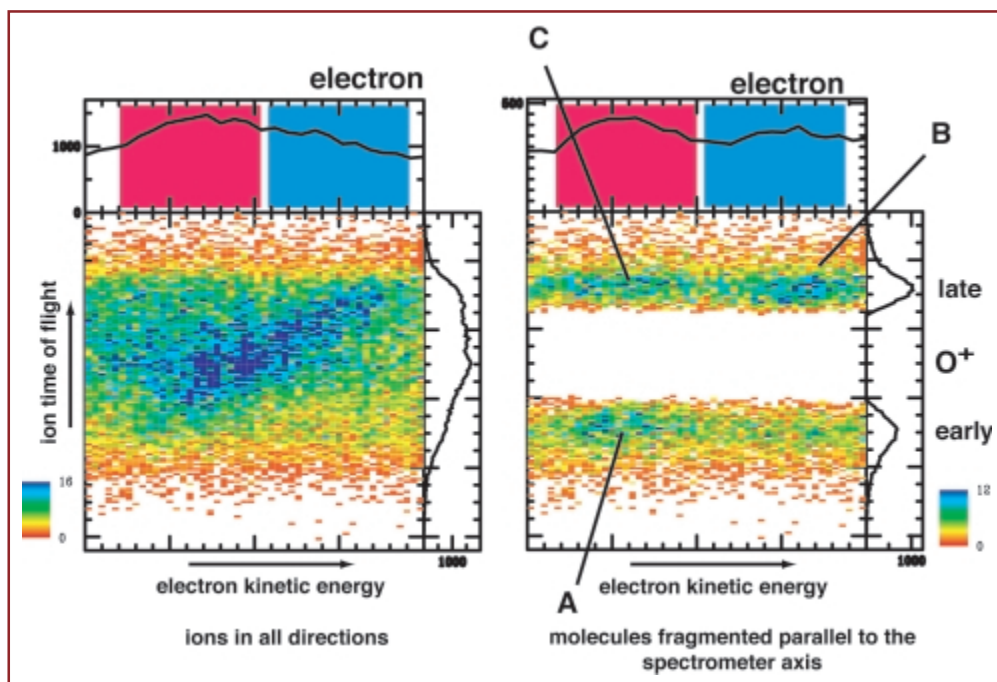 C
electron
electron
500
1000
B
0
ion time of flight
late
O+
early
16
0
12
0
1000
1000
electron kinetic energy
electron kinetic energy
A
ions in all directions
molecules fragmented parallel to the
spectrometer axis